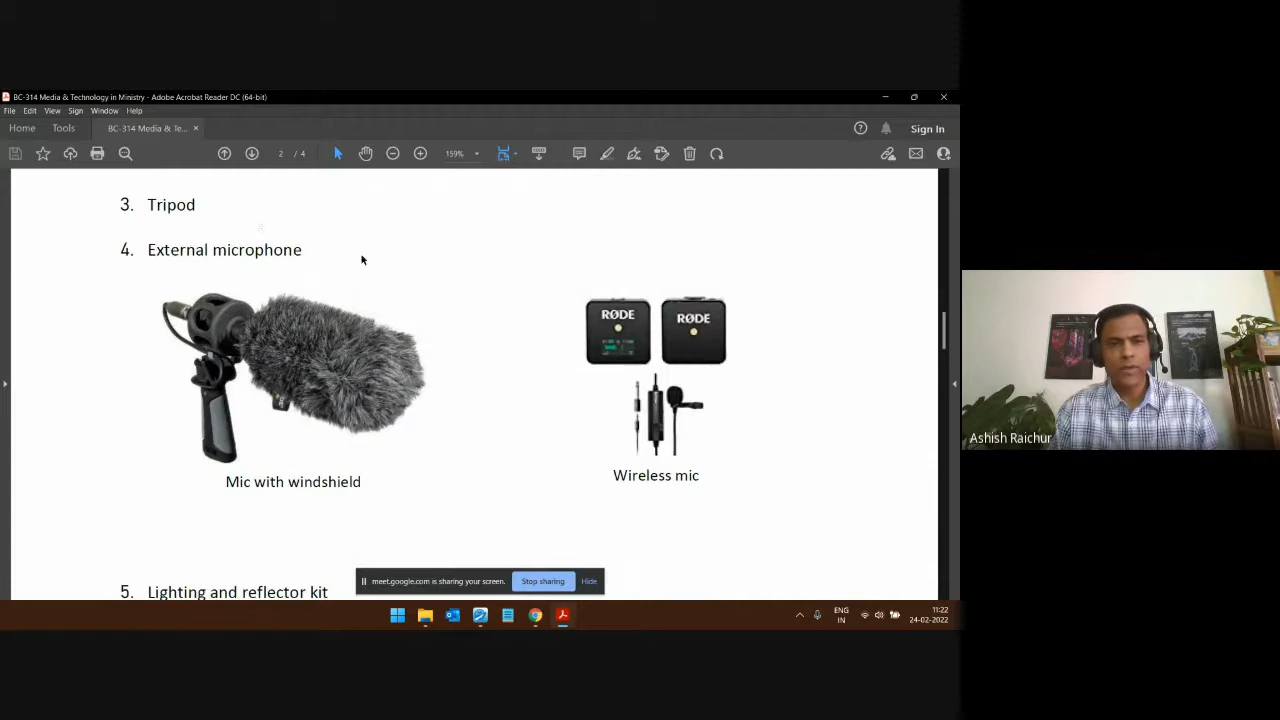 BC-314 Media & Technology in Ministry - Adobe Acrobat Reader DC (64-bit)
File Edit View Sign Window Help
Home Tools BC-314 Media & Te... × Sign In
2 / 4 159%
3. Tripod
4. External microphone
RØDE RØDE
Mic with windshield
Wireless mic
Ashish Raichur
meet.google.com is sharing your screen. Stop sharing Hide
5. Lighting and reflector kit
ENG 11:22
IN 24-02-2022